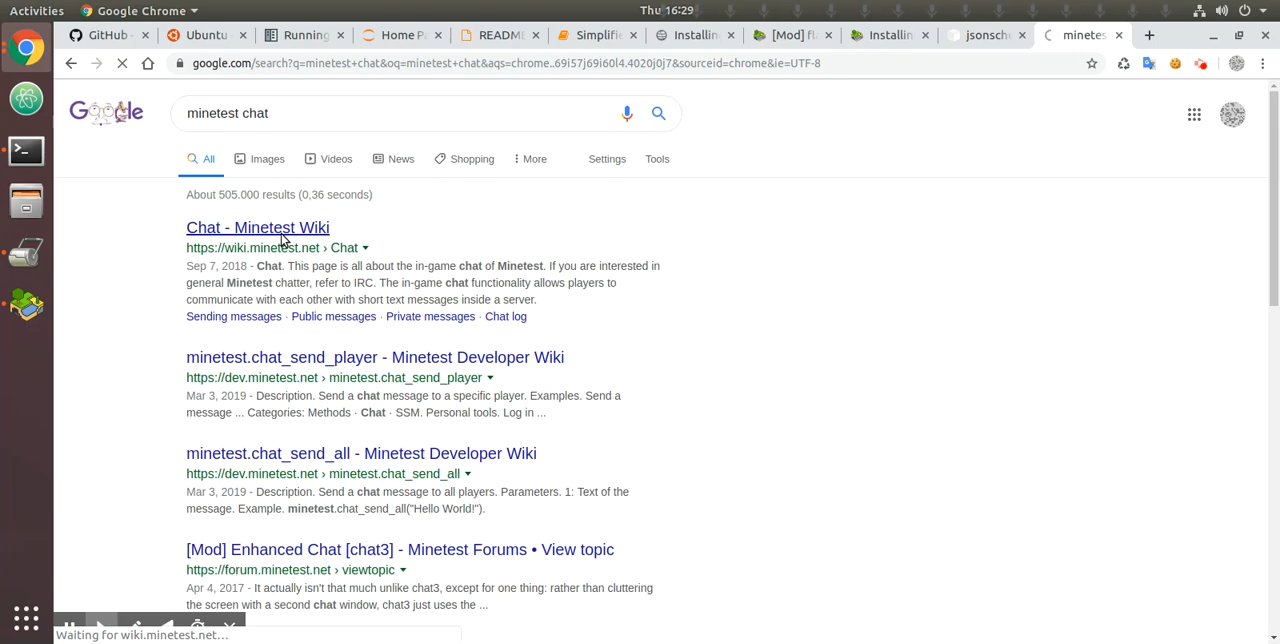 Activities Google Chrome Thu 16:29
GitHub - Ubuntu Running Home Pa README Simplifi Installing [Mod] fl Installin jsonsche minetes
google.com/search?q=minetest+chat&oq=minetest+chat&aqs=chrome..69i57j69i60l4.4020j0j7&sourceid=chrome&ie=UTF-8
Google minetest chat
All Images Videos News Shopping More Settings Tools
About 505.000 results (0,36 seconds)
Chat - Minetest Wiki
https://wiki.minetest.net › Chat
Sep 7, 2018 - Chat. This page is all about the in-game chat of Minetest. If you are interested in
general Minetest chatter, refer to IRC. The in-game chat functionality allows players to
communicate with each other with short text messages inside a server.
Sending messages · Public messages · Private messages · Chat log
minetest.chat_send_player - Minetest Developer Wiki
https://dev.minetest.net › minetest.chat_send_player
Mar 3, 2019 - Description. Send a chat message to a specific player. Examples. Send a
message ... Categories: Methods · Chat · SSM. Personal tools. Log in ...
minetest.chat_send_all - Minetest Developer Wiki
https://dev.minetest.net › minetest.chat_send_all
Mar 3, 2019 - Description. Send a chat message to all players. Parameters. 1: Text of the
message. Example. minetest.chat_send_all("Hello World!").
[Mod] Enhanced Chat [chat3] - Minetest Forums • View topic
https://forum.minetest.net › viewtopic
Apr 4, 2017 - It actually isn't that much unlike chat3, except for one thing: rather than cluttering
the screen with a second chat window, chat3 just uses the ...
Waiting for wiki.minetest.net...